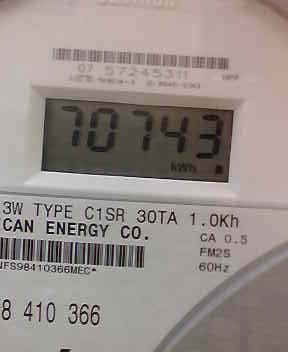 07 57245311
70743
kWh
3W TYPE C1SR 30TA 1.0Kh
CAN ENERGY CO.
CA 0.5
FM2S
60Hz
NFS98410366MEC*
8 410 366